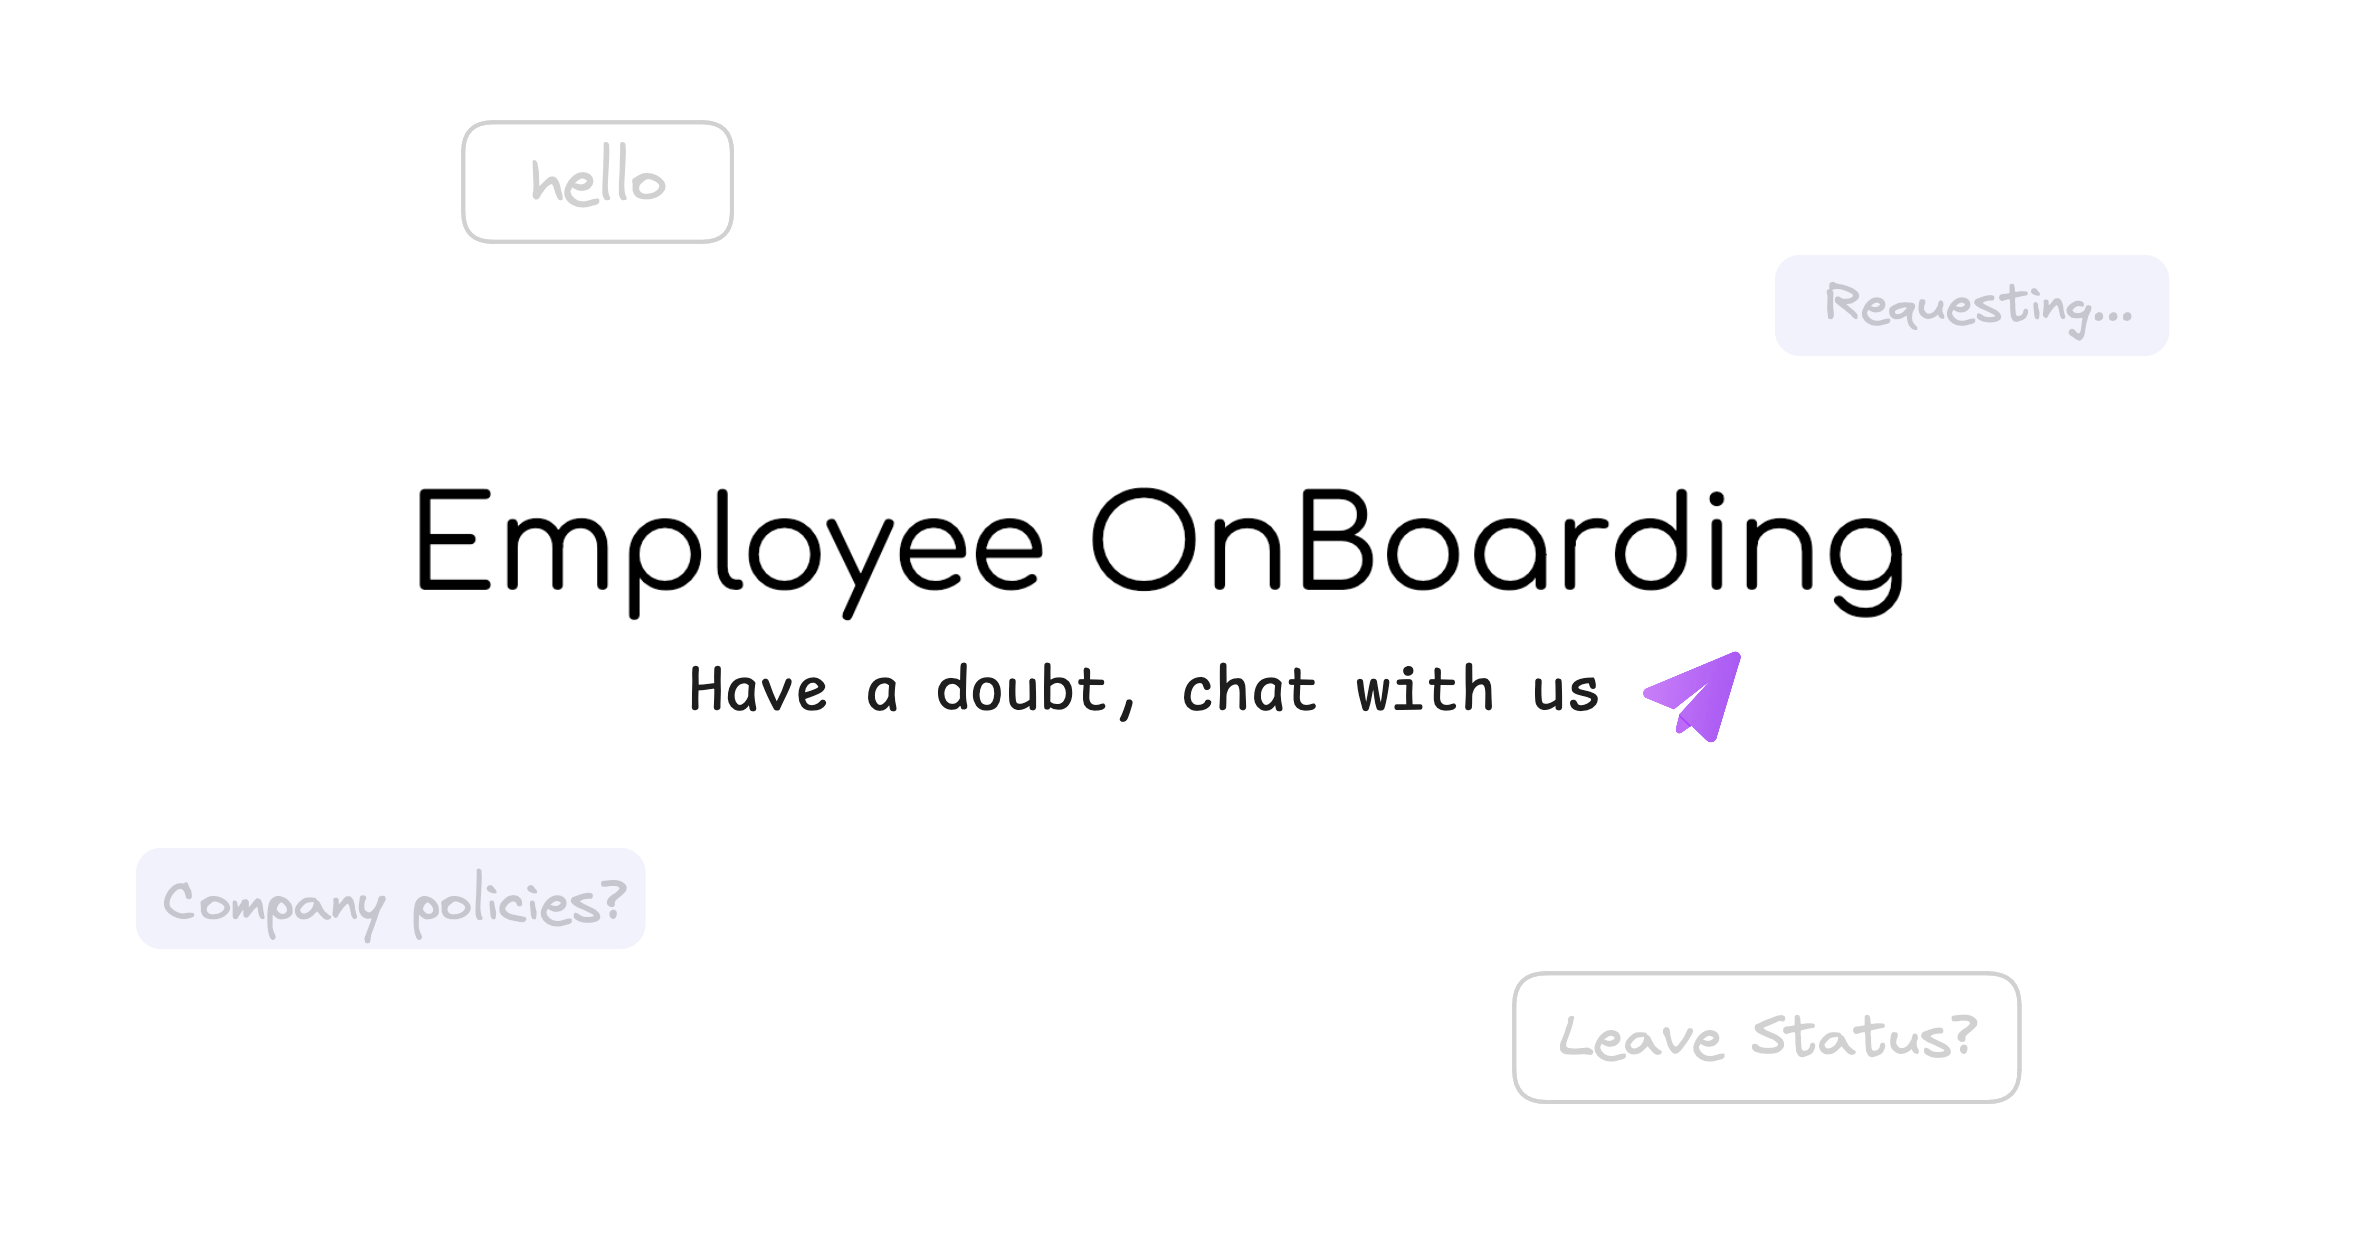 hello
Requesting...
Employee OnBoarding
Have a doubt, chat with us
Company policies?
Leave Status?